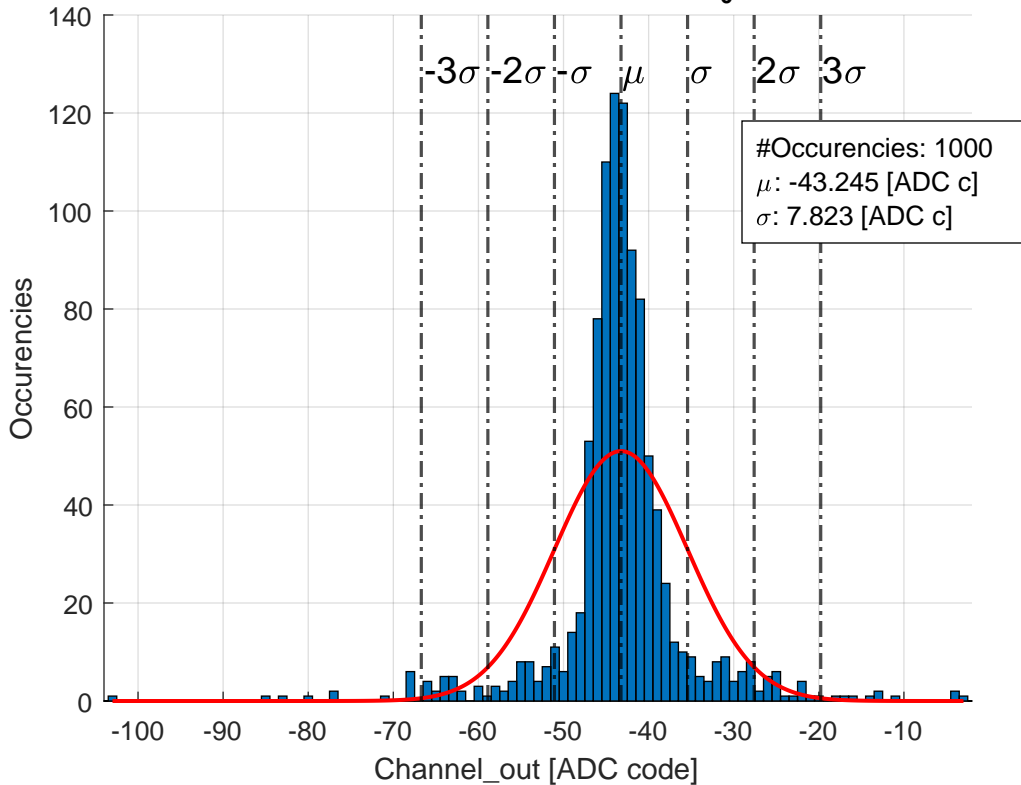 140
120
100
80
60
40
20
0
-3σ -2σ -σ μ σ 2σ 3σ
#Occurencies: 1000
μ: -43.245 [ADC c]
σ: 7.823 [ADC c]
Occurencies
-100 -90 -80 -70 -60 -50 -40 -30 -20 -10
Channel_out [ADC code]